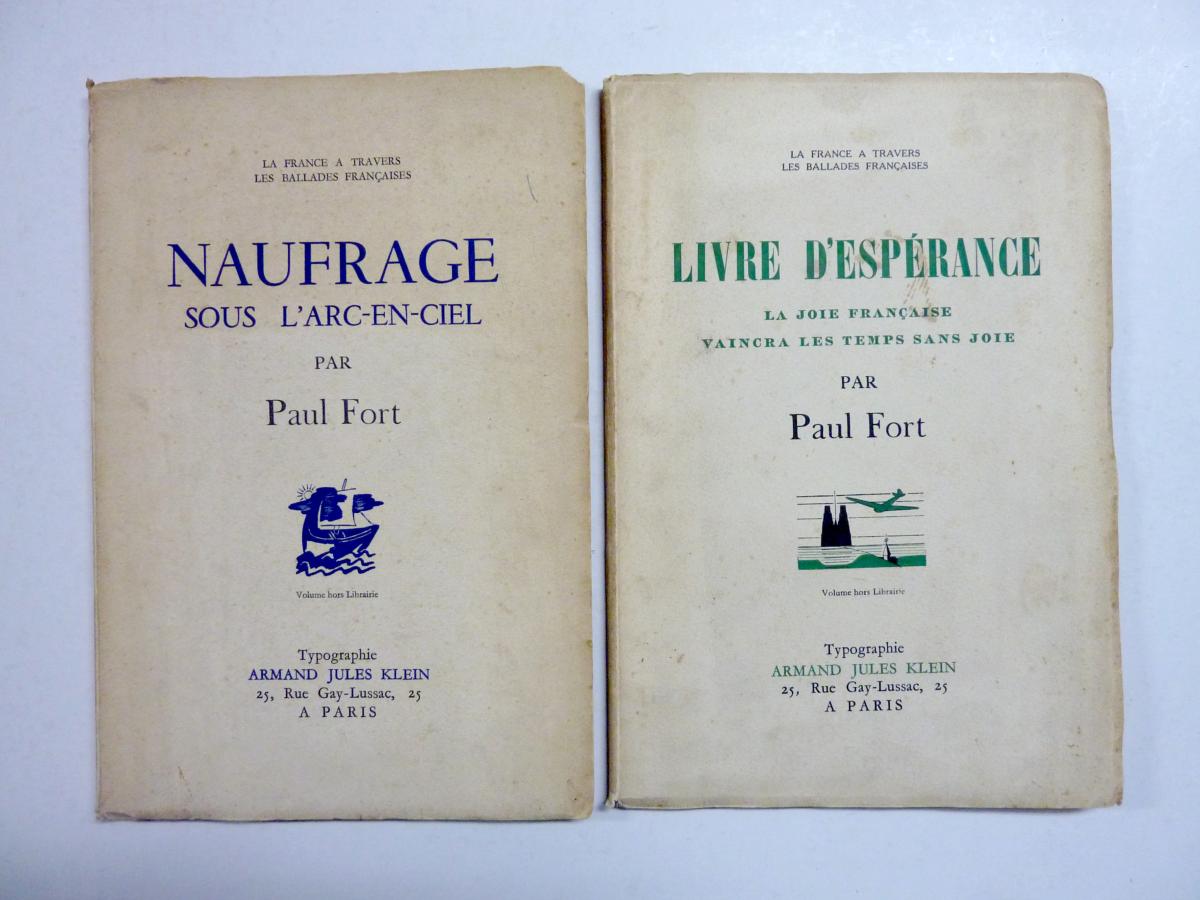 LA FRANCE A TRAVERS
LES BALLADES FRANÇAISES
NAUFRAGE
SOUS L'ARC-EN-CIEL
PAR
Paul Fort
Volume hors Librairie
Typographie
ARMAND JULES KLEIN
25, Rue Gay-Lussac, 25
A PARIS
LA FRANCE A TRAVERS
LES BALLADES FRANÇAISES
LIVRE D'ESPÉRANCE
LA JOIE FRANÇAISE
VAINCRA LES TEMPS SANS JOIE
PAR
Paul Fort
Volume hors Librairie
Typographie
ARMAND JULES KLEIN
25, Rue Gay-Lussac, 25
A PARIS